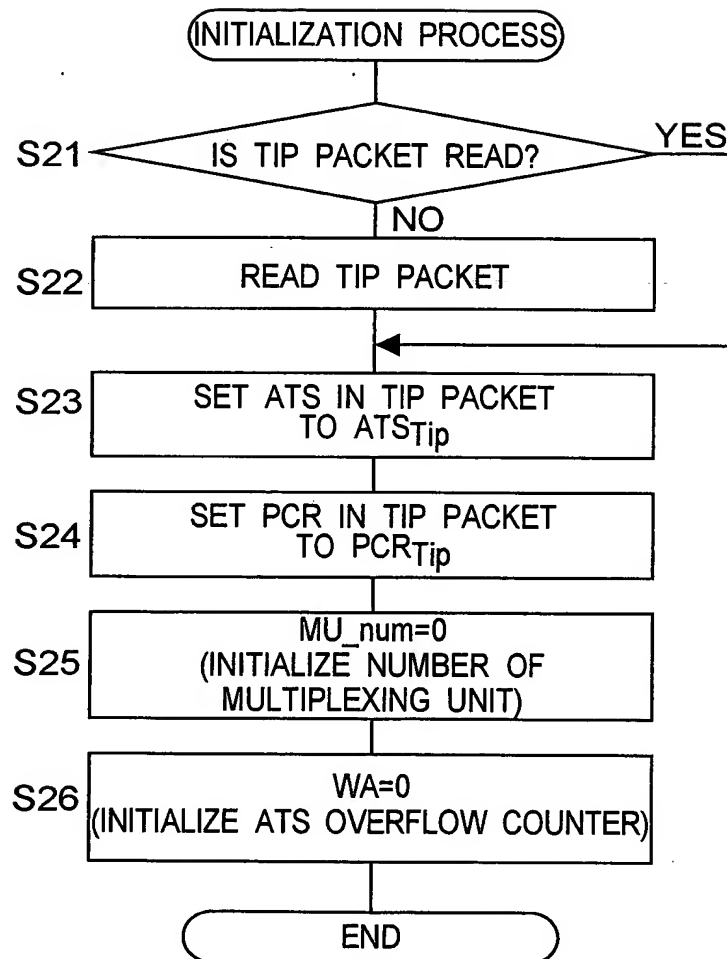 INITIALIZATION PROCESS
S21
IS TIP PACKET READ?
YES
NO
S22
READ TIP PACKET
S23
SET ATS IN TIP PACKET
TO ATSTip
S24
SET PCR IN TIP PACKET
TO PCRTip
S25
MU_num=0
(INITIALIZE NUMBER OF
MULTIPLEXING UNIT)
S26
WA=0
(INITIALIZE ATS OVERFLOW COUNTER)
END